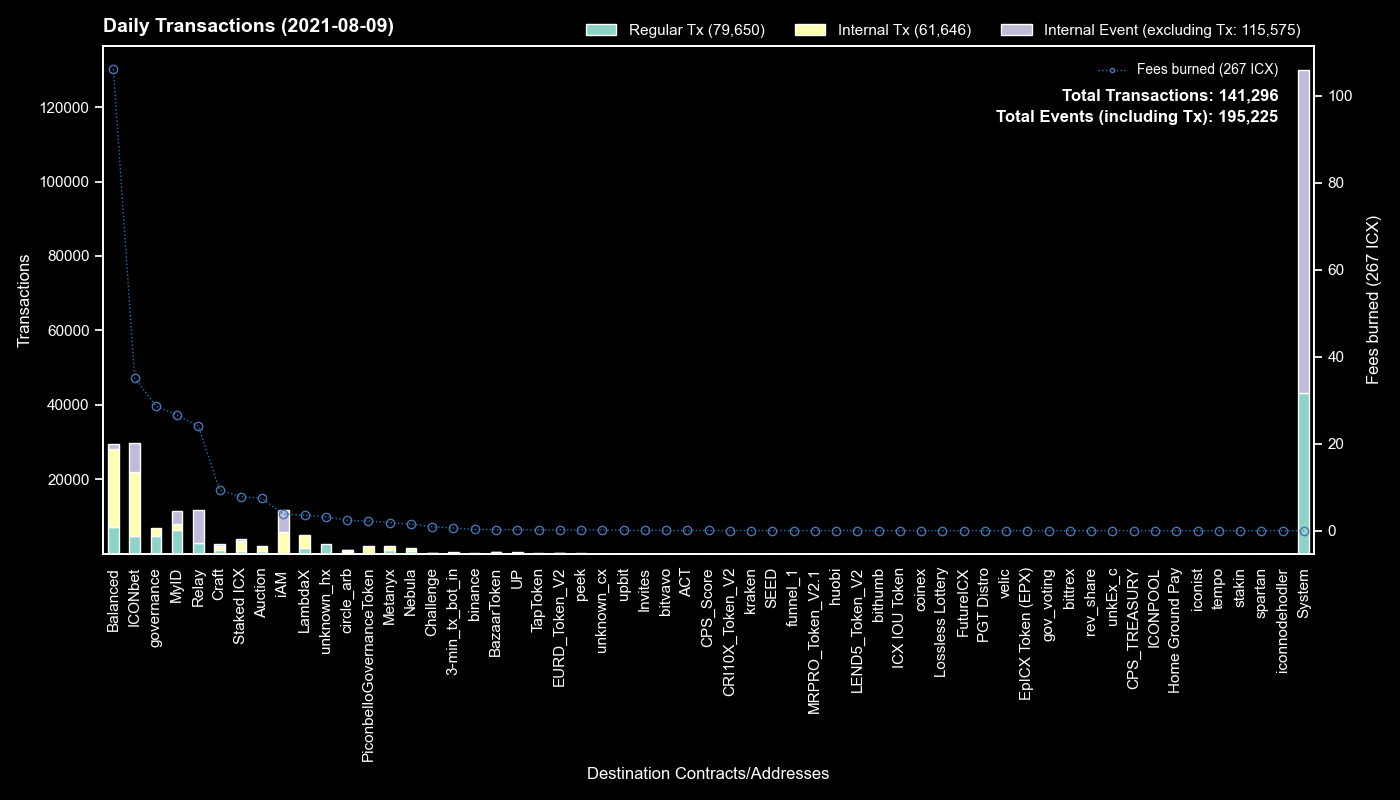 Daily Transactions (2021-08-09)
Regular Tx (79,650)
Internal Tx (61,646)
Internal Event (excluding Tx: 115,575)
Fees burned (267 ICX)
Total Transactions: 141,296
Total Events (including Tx): 195,225
Transactions
120000
100000
80000
60000
40000
20000
100
80
60
40
20
0
Fees burned (267 ICX)
Balanced
ICONbet
governance
MyID
Relay
Craft
Staked ICX
Auction
iAM
LambdaX
unknown_hx
circle_arb
PiconbelloGovernanceToken
Metanyx
Nebula
Challenge
3-min_tx_bot_in
binance
BazaarToken
UP
TapToken
EURD_Token_V2
peek
unknown_cx
upbit
Invites
bitvavo
ACT
CPS_Score
CRI10X_Token_V2
kraken
SEED
funnel_1
MRPRO_Token_V2.1
huobi
LEND5_Token_V2
bithumb
ICX IOU Token
coinex
Lossless Lottery
FutureICX
PGT Distro
velic
EpICX Token (EPX)
gov_voting
bittrex
rev_share
unkEx_c
CPS_TREASURY
ICONPOOL
Home Ground Pay
iconist
tempo
stakin
spartan
iconnodehodler
System
Destination Contracts/Addresses